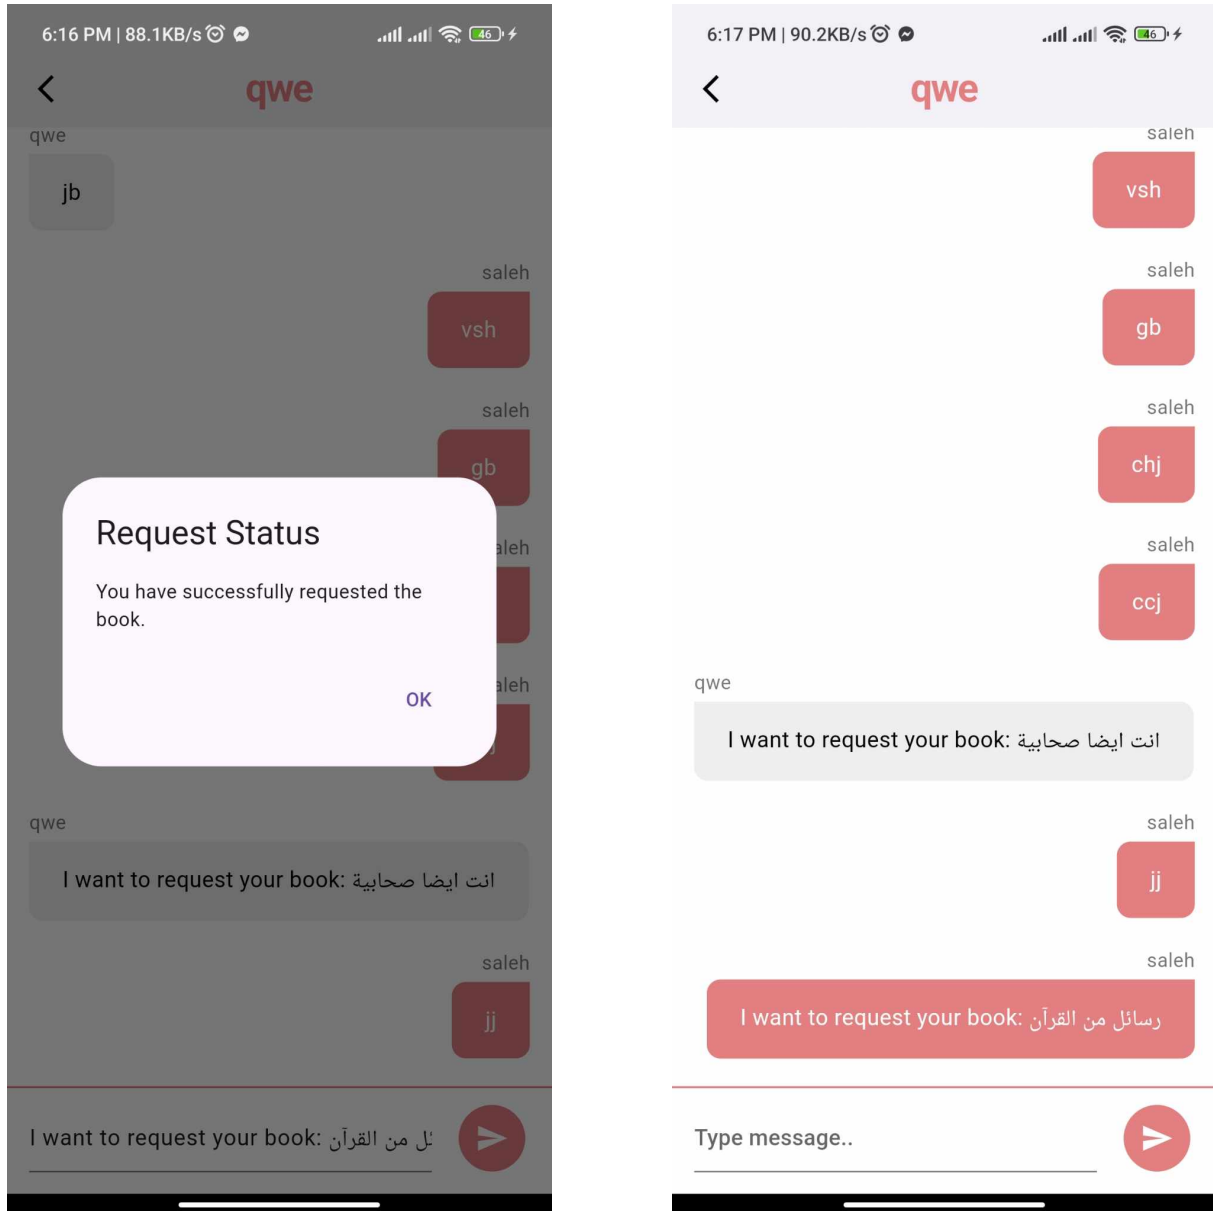 6:16 PM | 88.1KB/s
46
qwe
qwe
jb
saleh
vsh
saleh
gb
aleh
aleh
Request Status
You have successfully requested the
book.
OK
qwe
I want to request your book: انت ايضا صحابية
saleh
jj
I want to request your book: ئل من القرآن
6:17 PM | 90.2KB/s
46
qwe
saleh
vsh
saleh
gb
saleh
chj
saleh
ccj
qwe
I want to request your book: انت ايضا صحابية
saleh
jj
saleh
I want to request your book: رسائل من القرآن
Type message..